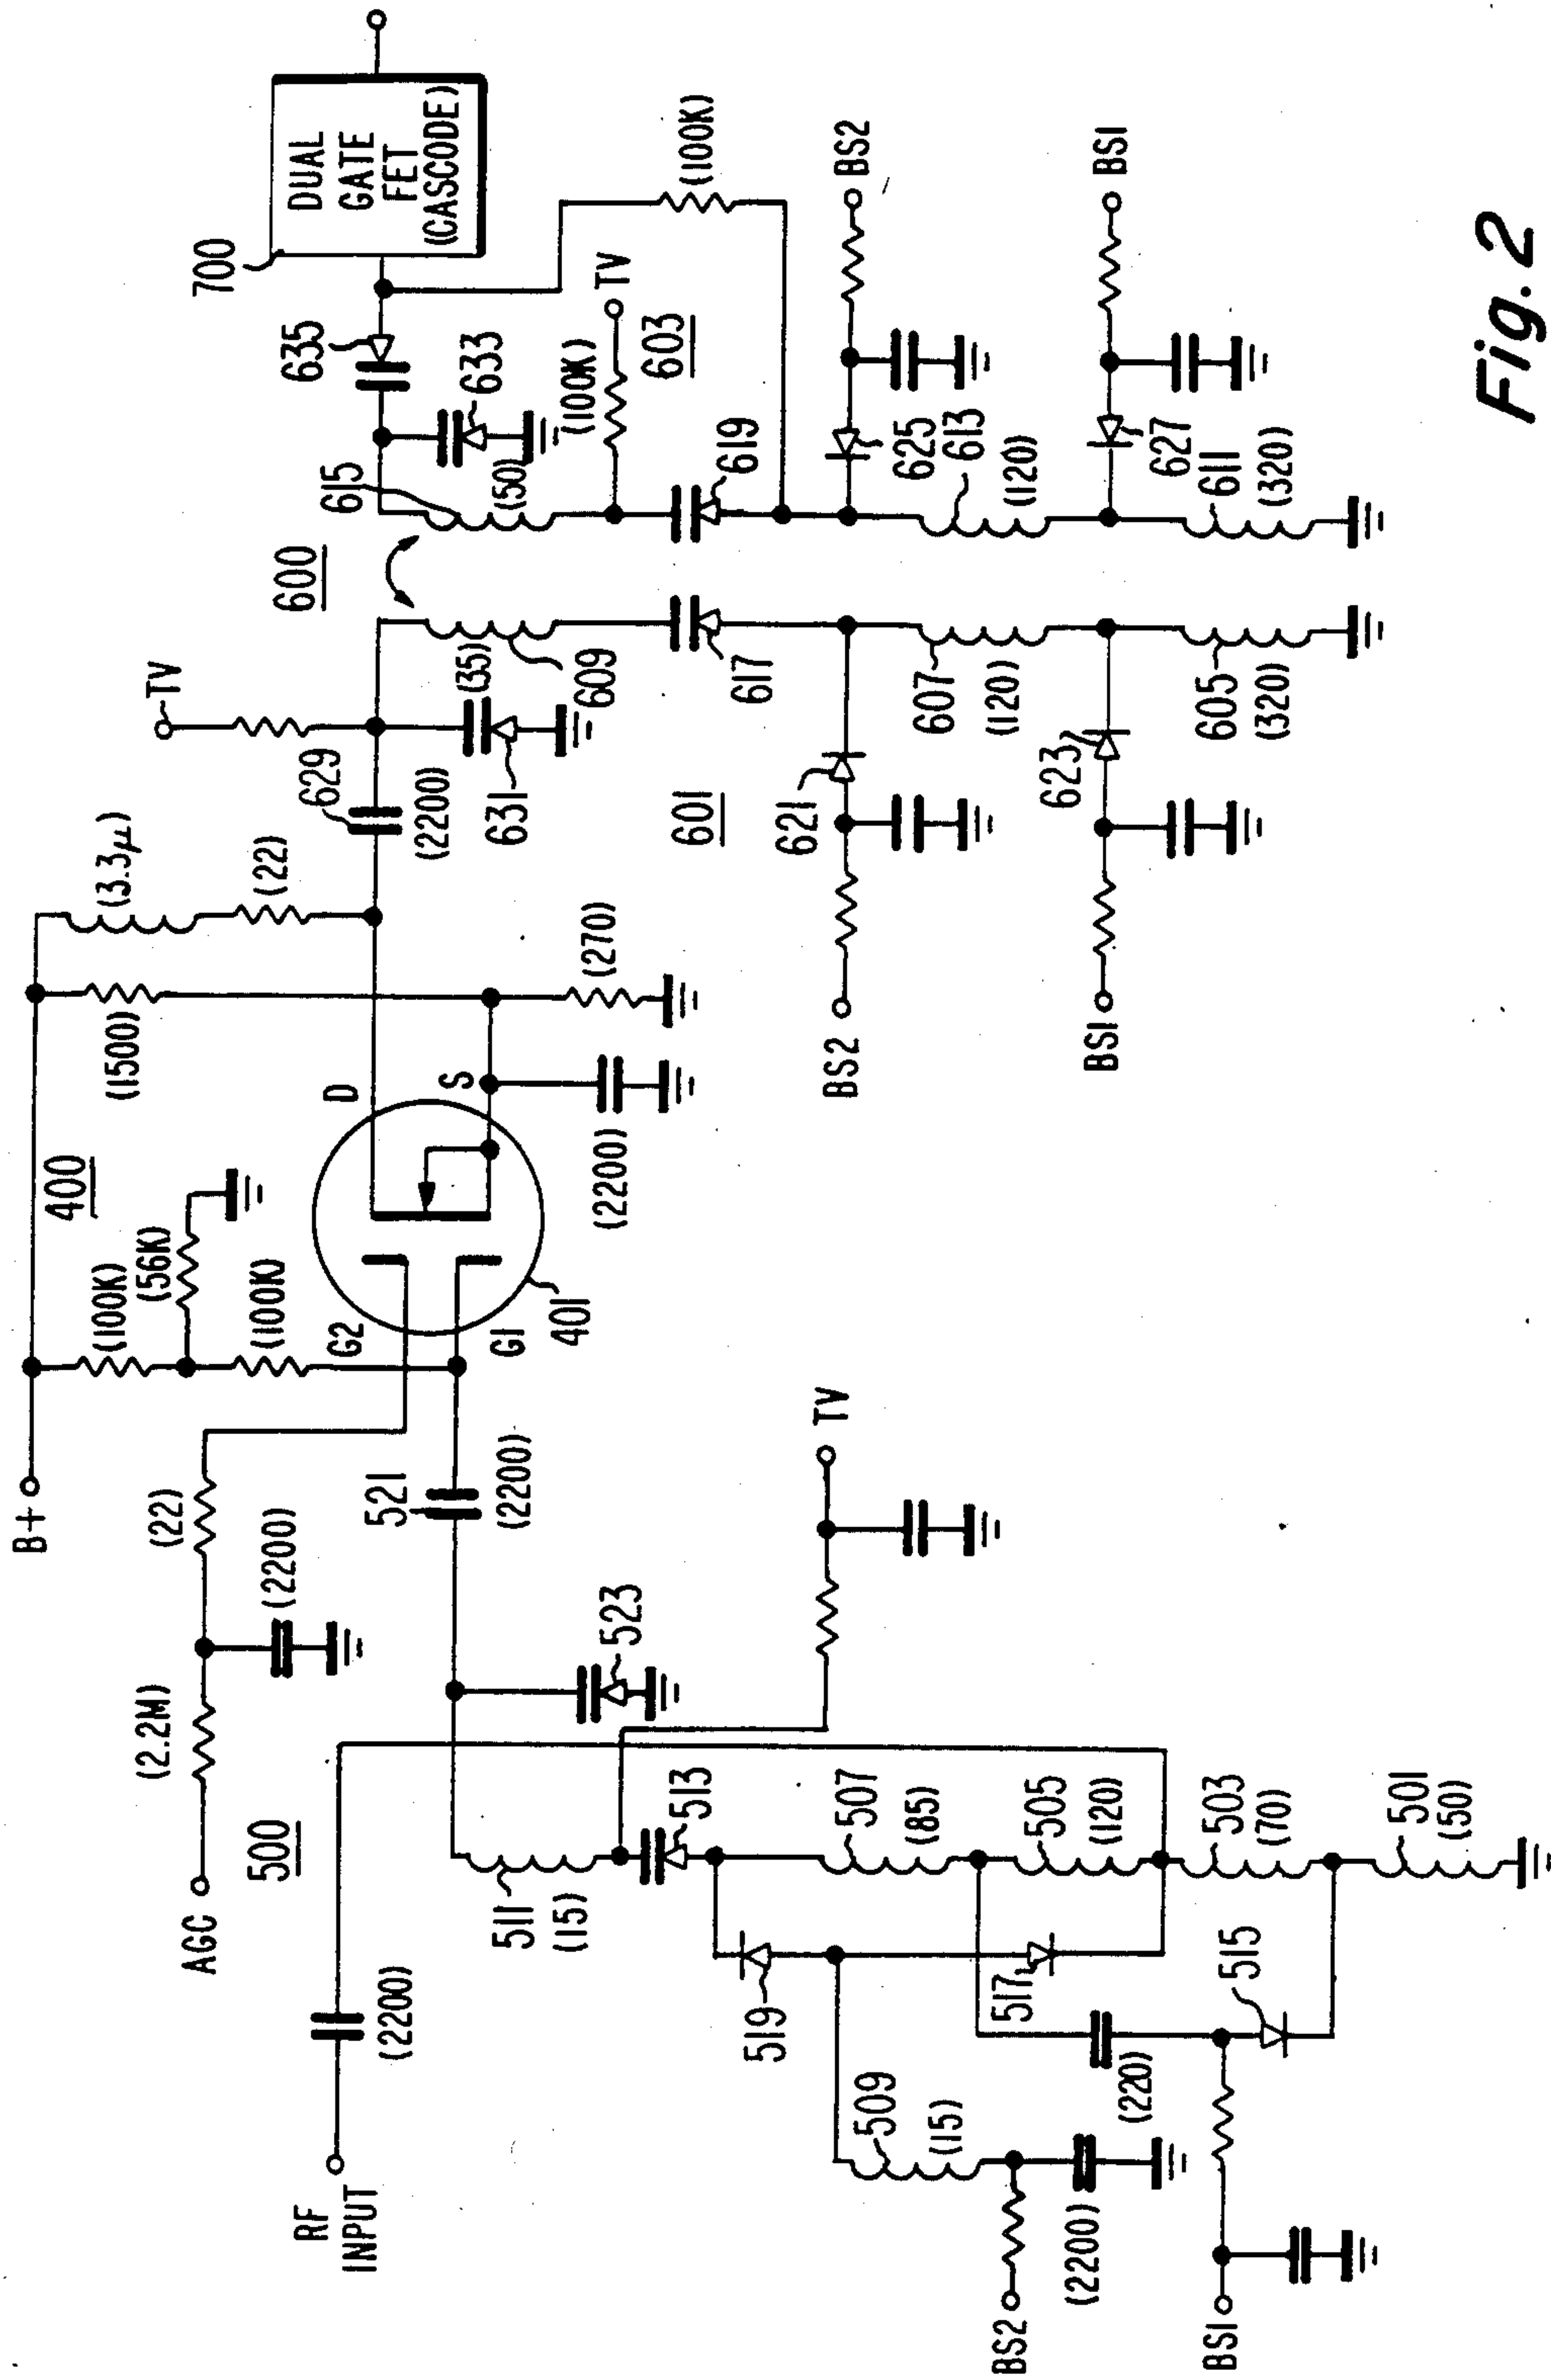 B+
400
(1500)
(3.3μ)
(22)
TV
700
DUAL
GATE
FET
(CASCODE)
AGC
(2.2M)
(22)
(2200)
(100K)
(56K)
(100K)
G2
G1
401
D
S
(2200)
(270)
629
(2200)
631
(35)
609
600
615
(50)
635
633
(100K)
TV
603
(100K)
RF
INPUT
(2200)
500
521
(2200)
523
511
(15)
513
TV
601
617
619
519
507
(85)
509
(15)
517
505
(120)
BS2
621
607
(120)
625
613
(120)
BS2
BS2
(2200)
(220)
515
503
(70)
501
(50)
BS1
BS1
623
605
(320)
627
611
(320)
BS1
Fig. 2